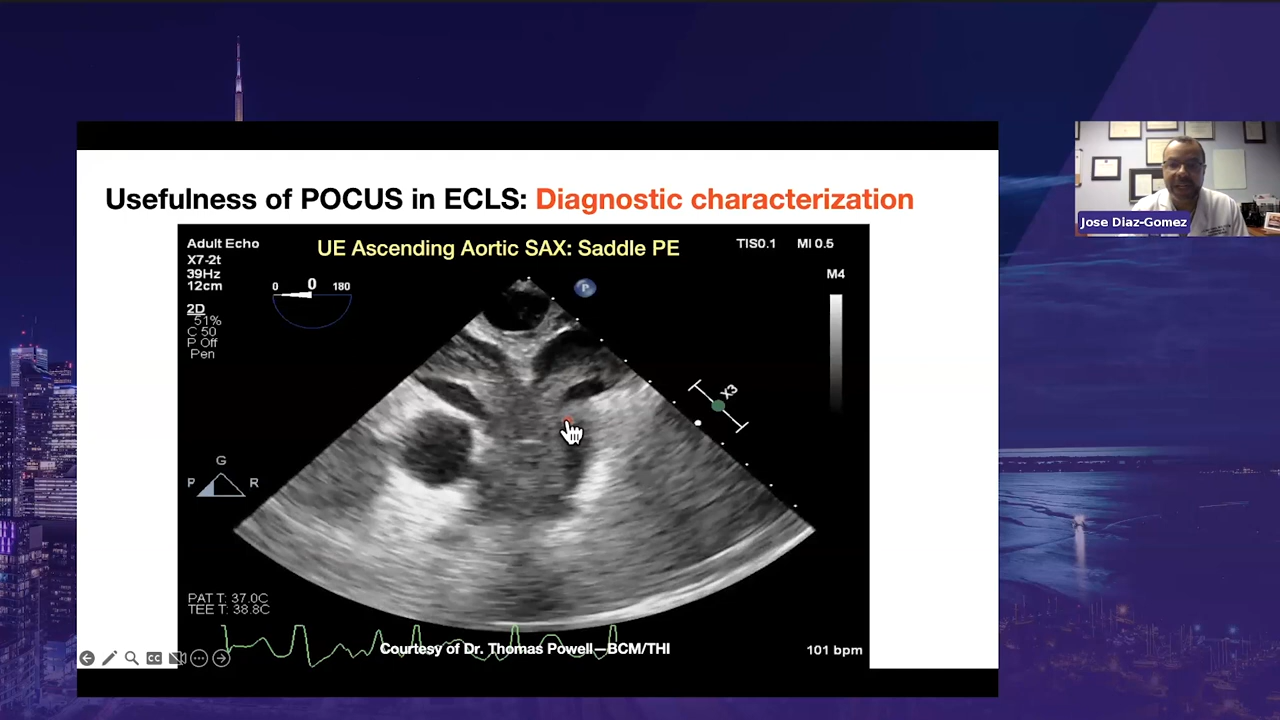 Usefulness of POCUS in ECLS: Diagnostic characterization
Jose Diaz-Gomez
Adult Echo
UE Ascending Aortic SAX: Saddle PE
TIS0.1 MI 0.5
X7-2t
39Hz
12cm
M4
0 0 180
P
2D
51%
C 50
P Off
Pen
X3
G
P R
PAT T: 37.0C
TEE T: 38.8C
CC
Courtesy of Dr. Thomas Powell—BCM/THI
101 bpm